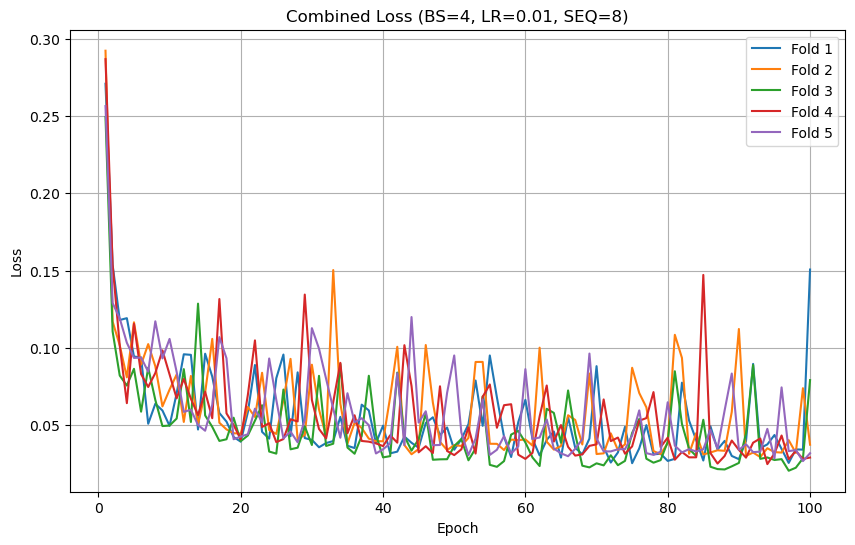 Combined Loss (BS=4, LR=0.01, SEQ=8)
Loss
0.30
0.25
0.20
0.15
0.10
0.05
Fold 1
Fold 2
Fold 3
Fold 4
Fold 5
0 20 40 60 80 100
Epoch